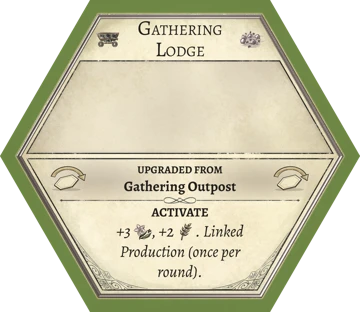 Gathering
Lodge
UPGRADED FROM
Gathering Outpost
ACTIVATE
+3 , +2 . Linked
Production (once per
round).